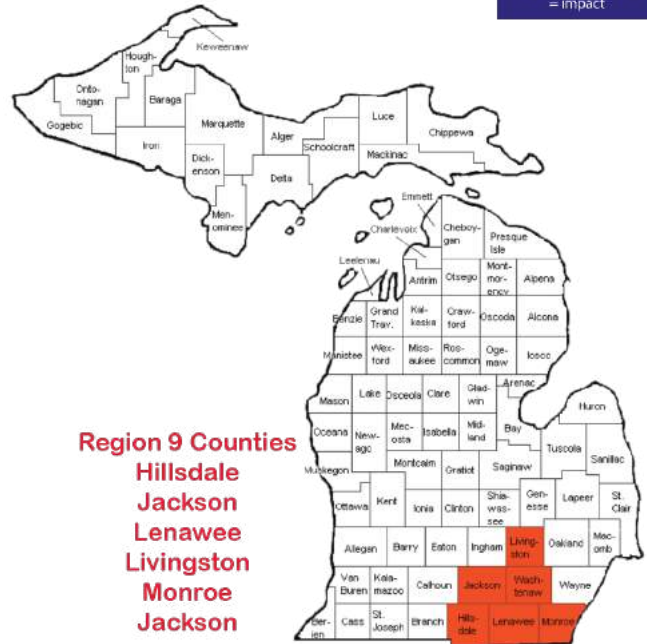 = impact
Keweenaw
Hough-
ton
Onto-
nagan
Baraga
Gogebic
Marquette
Luce
Alger
Chippewa
Schoolcraft
Iron
Mackinac
Dick-
enson
Delta
Men-
ominee
Emmett
Cheboy-
gan
Charlevoix
Presque
Isle
Leelenau
Antrim
Otsego
Mont-
mor-
ency
Alpena
Benzie
Grand
Trav.
Kal-
kaska
Craw-
ford
Oscoda
Alcona
Manistee
Wex-
ford
Miss-
aukee
Ros-
common
Oge-
maw
Iosco
Arenac
Mason
Lake
Osceola
Clare
Glad-
win
Huron
Oceana
New-
ago
Mec-
osta
Isabella
Mid-
land
Bay
Tuscola
Sanillac
Muskegon
Montcalm
Gratiot
Saginaw
Region 9 Counties
Hillsdale
Jackson
Lenawee
Livingston
Monroe
Jackson
Ottawa
Kent
Ionia
Clinton
Shia-
was-
see
Gen-
esse
Lapeer
St.
Clair
Allegan
Barry
Eaton
Ingham
Living-
ston
Oakland
Mac-
omb
Van
Buren
Kala-
mazoo
Calhoun
Jackson
Wash-
tenaw
Wayne
Ber-
ien
Cass
St.
Joseph
Branch
Hills-
dale
Lenawee
Monroe